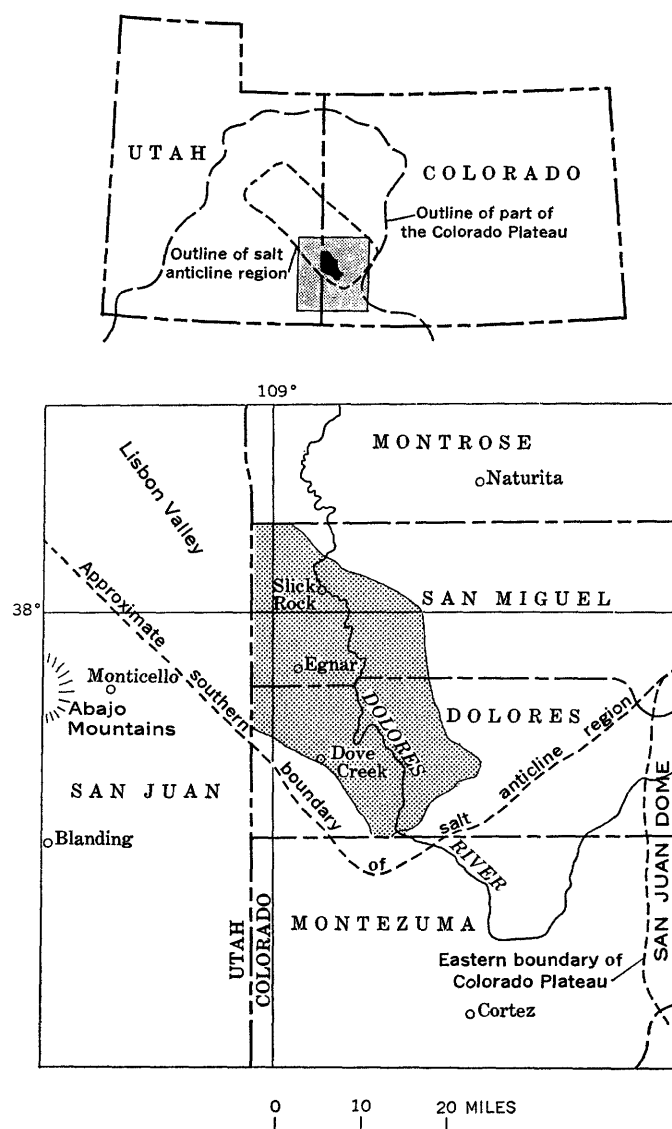 UTAH
COLORADO
Outline of part of
the Colorado Plateau
Outline of salt
anticline region
109°
MONTROSE
Naturita
Lisbon Valley
Slick
Rock
SAN MIGUEL
38°
Approximate southern boundary of salt anticline region
Egnar
Monticello
Abajo
Mountains
DOLORES
DOLORES RIVER
Dove
Creek
SAN JUAN
Blanding
SAN JUAN DOME
UTAH
COLORADO
MONTEZUMA
Eastern boundary of
Colorado Plateau
Cortez
0 10 20 MILES